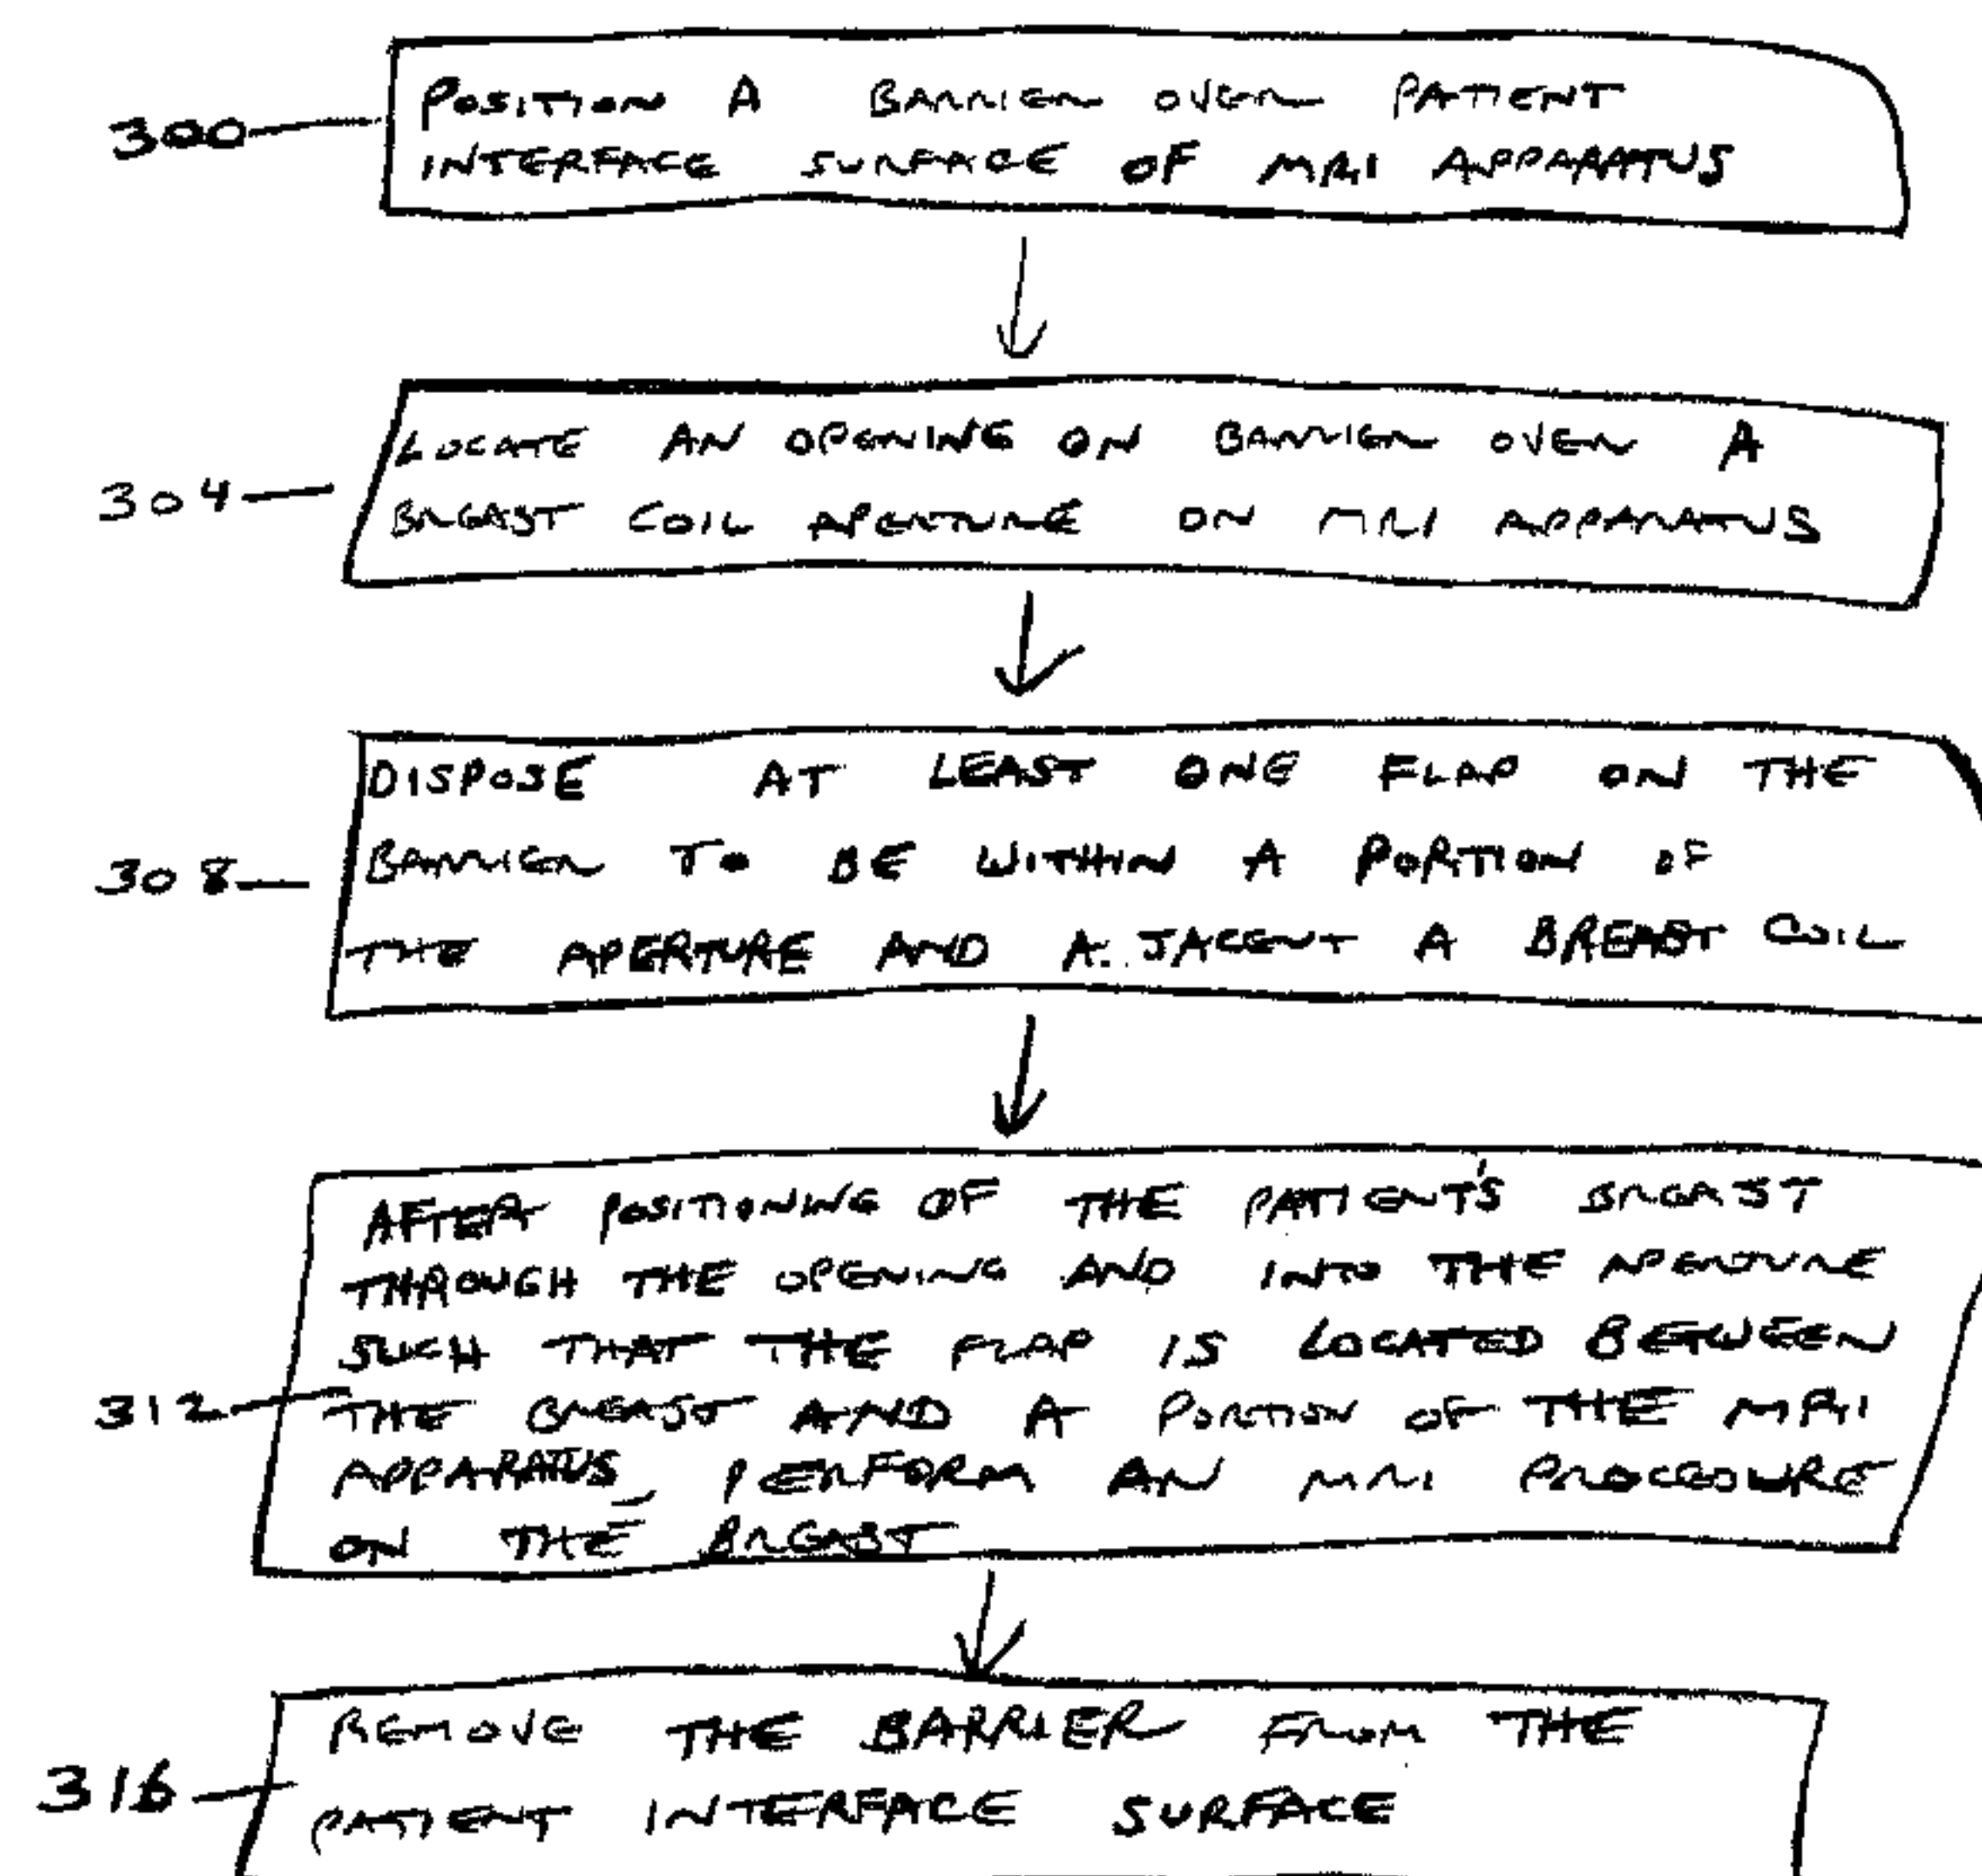 300
POSITION A BARRIER OVER PATIENT
INTERFACE SURFACE OF MRI APPARATUS
304
LOCATE AN OPENING ON BARRIER OVER A
BREAST COIL APERTURE ON MRI APPARATUS
308
DISPOSE AT LEAST ONE FLAP ON THE
BARRIER TO BE WITHIN A PORTION OF
THE APERTURE AND A..JACENT A BREAST COIL
312
AFTER POSITIONING OF THE PATIENT'S BREAST
THROUGH THE OPENING AND INTO THE APERTURE
SUCH THAT THE FLAP IS LOCATED BETWEEN
THE BREAST AND A PORTION OF THE MRI
APPARATUS, PERFORM AN MRI PROCEDURE
ON THE BREAST
316
REMOVE THE BARRIER FROM THE
PATIENT INTERFACE SURFACE